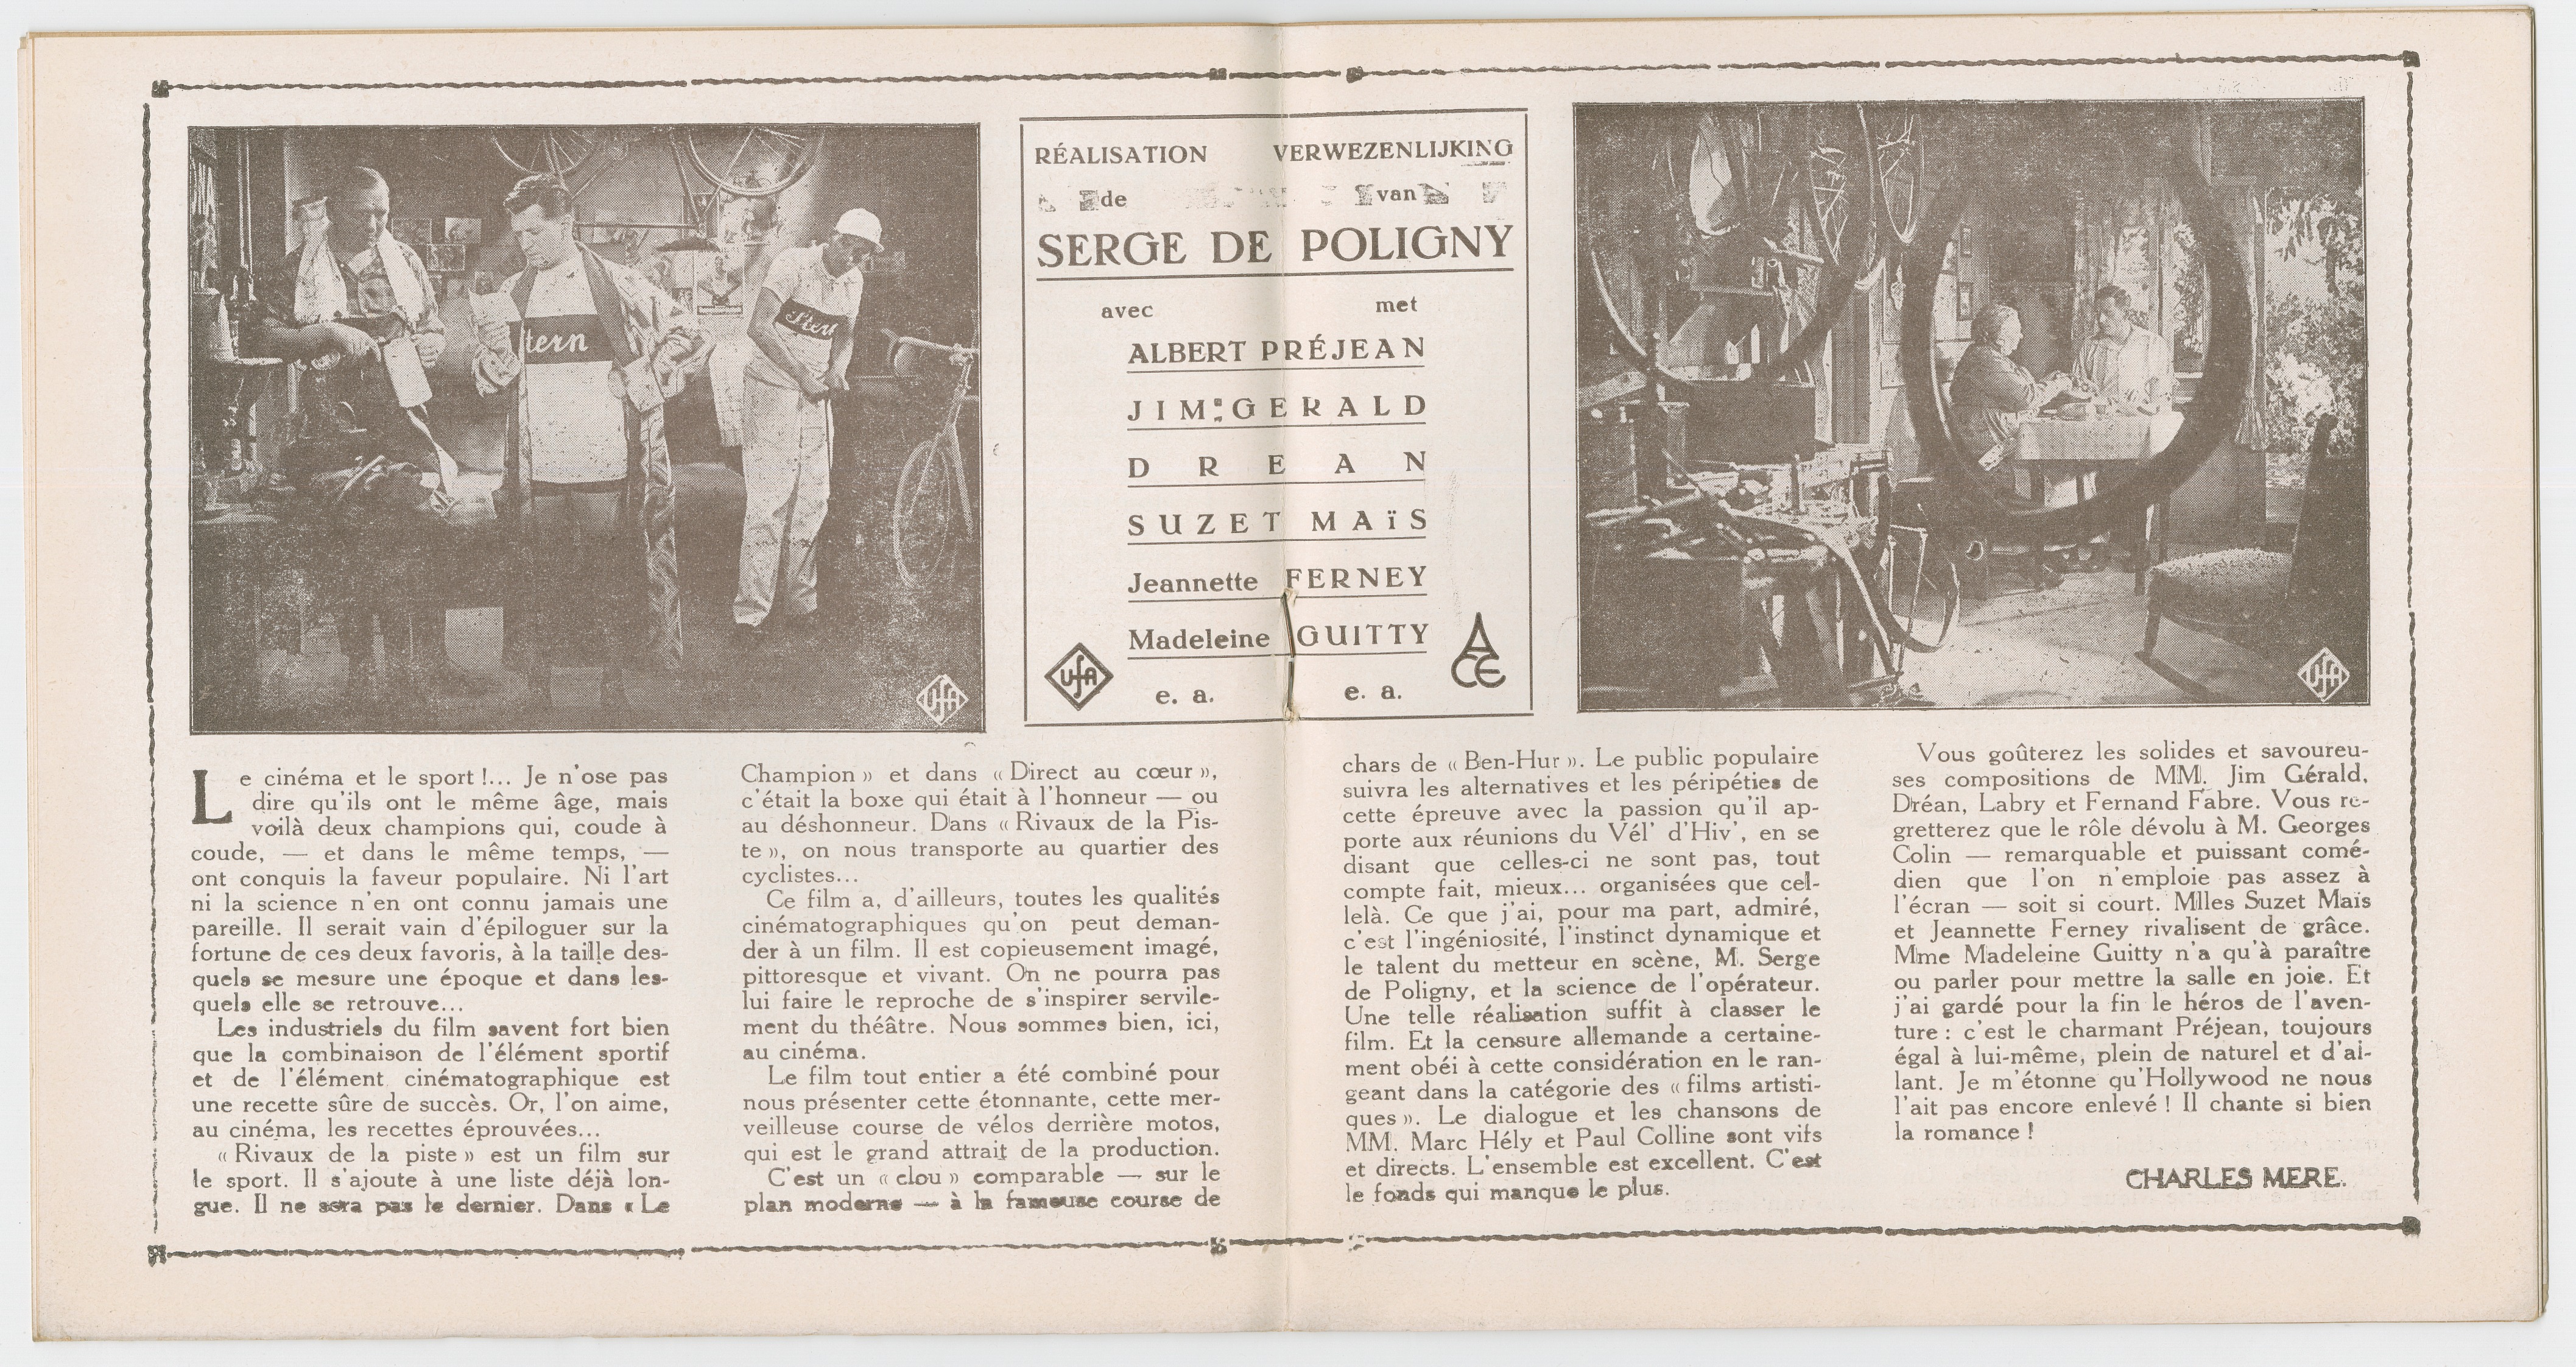 tern
Stern
UFA
RÉALISATION VERWEZENLIJKING
de van
SERGE DE POLIGNY
avec met
ALBERT PRÉJEAN
JIM GERALD
DREAN
SUZET MAïS
Jeannette FERNEY
Madeleine GUITTY
e. a. e. a.
UFA
ACE
UFA
Le cinéma et le sport !... Je n'ose pas
dire qu'ils ont le même âge, mais
voilà deux champions qui, coude à
coude, — et dans le même temps, —
ont conquis la faveur populaire. Ni l'art
ni la science n'en ont connu jamais une
pareille. Il serait vain d'épiloguer sur la
fortune de ces deux favoris, à la taille des-
quels se mesure une époque et dans les-
quels elle se retrouve...
Les industriels du film savent fort bien
que la combinaison de l'élément sportif
et de l'élément cinématographique est
une recette sûre de succès. Or, l'on aime,
au cinéma, les recettes éprouvées...
« Rivaux de la piste » est un film sur
le sport. Il s'ajoute à une liste déjà lon-
gue. Il ne sera pas le dernier. Dans « Le
Champion » et dans « Direct au cœur »,
c'était la boxe qui était à l'honneur — ou
au déshonneur. Dans « Rivaux de la Pis-
te », on nous transporte au quartier des
cyclistes...
Ce film a, d'ailleurs, toutes les qualités
cinématographiques qu'on peut deman-
der à un film. Il est copieusement imagé,
pittoresque et vivant. On ne pourra pas
lui faire le reproche de s'inspirer servile-
ment du théâtre. Nous sommes bien, ici,
au cinéma.
Le film tout entier a été combiné pour
nous présenter cette étonnante, cette mer-
veilleuse course de vélos derrière motos,
qui est le grand attrait de la production.
C'est un « clou » comparable — sur le
plan moderne — à la fameuse course de
chars de « Ben-Hur ». Le public populaire
suivra les alternatives et les péripéties de
cette épreuve avec la passion qu'il ap-
porte aux réunions du Vél' d'Hiv', en se
disant que celles-ci ne sont pas, tout
compte fait, mieux... organisées que cel-
lelà. Ce que j'ai, pour ma part, admiré,
c'est l'ingéniosité, l'instinct dynamique et
le talent du metteur en scène, M. Serge
de Poligny, et la science de l'opérateur.
Une telle réalisation suffit à classer le
film. Et la censure allemande a certaine-
ment obéi à cette considération en le ran-
geant dans la catégorie des « films artisti-
ques ». Le dialogue et les chansons de
MM. Marc Hély et Paul Colline sont vifs
et directs. L'ensemble est excellent. C'est
le fonds qui manque le plus.
Vous goûterez les solides et savoureu-
ses compositions de MM. Jim Gérald,
Dréan, Labry et Fernand Fabre. Vous re-
gretterez que le rôle dévolu à M. Georges
Colin — remarquable et puissant comé-
dien que l'on n'emploie pas assez à
l'écran — soit si court. Mlles Suzet Maïs
et Jeannette Ferney rivalisent de grâce.
Mme Madeleine Guitty n'a qu'à paraître
ou parler pour mettre la salle en joie. Et
j'ai gardé pour la fin le héros de l'aven-
ture : c'est le charmant Préjean, toujours
égal à lui-même, plein de naturel et d'al-
lant. Je m'étonne qu'Hollywood ne nous
l'ait pas encore enlevé ! Il chante si bien
la romance !
CHARLES MERE.